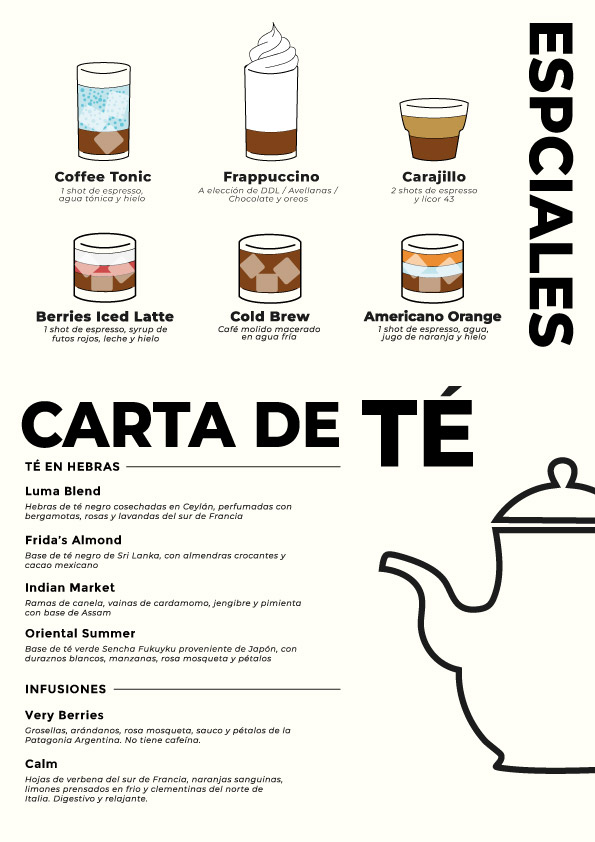 ESPCIALES
Coffee Tonic
1 shot de espresso,
agua tónica y hielo
Frappuccino
A elección de DDL / Avellanas /
Chocolate y oreos
Carajillo
2 shots de espresso
y licor 43
Berries Iced Latte
1 shot de espresso, syrup de
futos rojos, leche y hielo
Cold Brew
Café molido macerado
en agua fría
Americano Orange
1 shot de espresso, agua,
jugo de naranja y hielo
CARTA DE TÉ
TÉ EN HEBRAS
Luma Blend
Hebras de té negro cosechadas en Ceylán, perfumadas con
bergamotas, rosas y lavandas del sur de Francia
Frida's Almond
Base de té negro de Sri Lanka, con almendras crocantes y
cacao mexicano
Indian Market
Ramas de canela, vainas de cardamomo, jengibre y pimienta
con base de Assam
Oriental Summer
Base de té verde Sencha Fukuyku proveniente de Japón, con
duraznos blancos, manzanas, rosa mosqueta y pétalos
INFUSIONES
Very Berries
Grosellas, arándanos, rosa mosqueta, sauco y pétalos de la
Patagonia Argentina. No tiene cafeína.
Calm
Hojas de verbena del sur de Francia, naranjas sanguinas,
limones prensados en frio y clementinas del norte de
Italia. Digestivo y relajante.